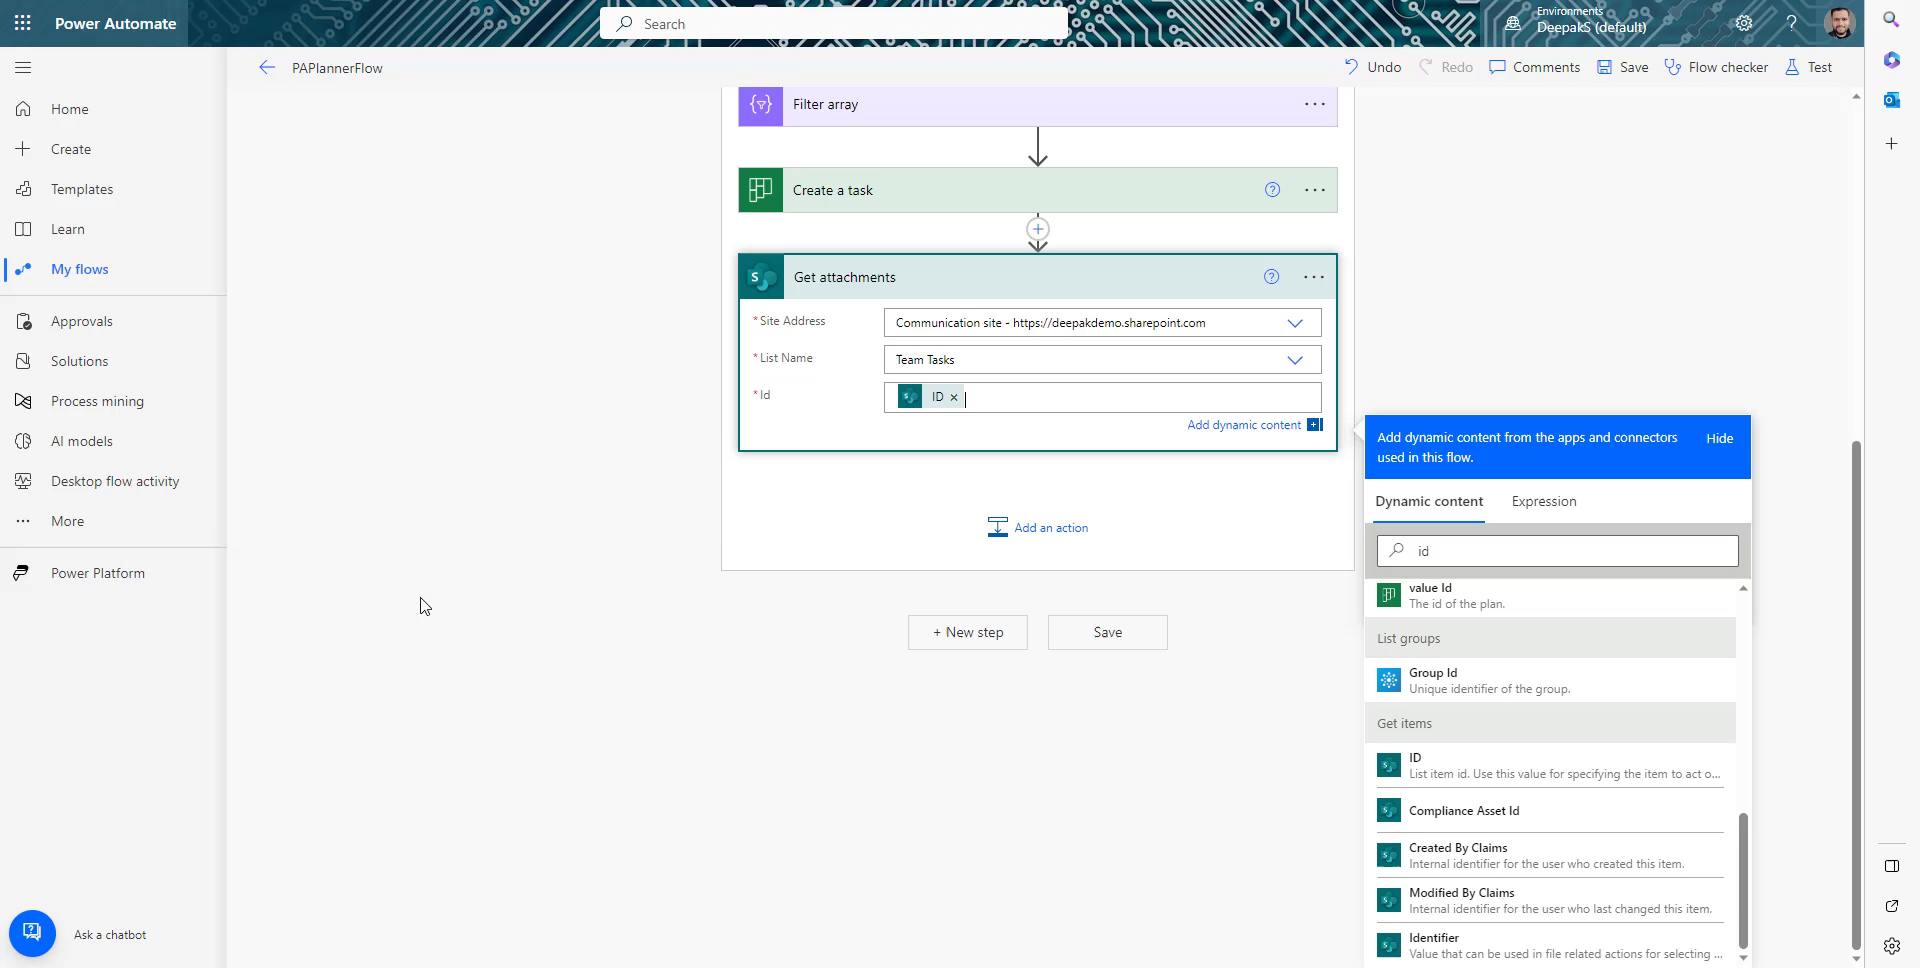 Power Automate
Search
Environments
DeepakS (default)
PAPlannerFlow
Undo
Redo
Comments
Save
Flow checker
Test
Home
Create
Templates
Learn
My flows
Approvals
Solutions
Process mining
AI models
Desktop flow activity
More
Power Platform
Ask a chatbot
Filter array
Create a task
Get attachments
* Site Address
Communication site - https://deepakdemo.sharepoint.com
* List Name
Team Tasks
* Id
ID
Add dynamic content
Add an action
+ New step
Save
Add dynamic content from the apps and connectors
used in this flow.
Hide
Dynamic content
Expression
id
value Id
The id of the plan.
List groups
Group Id
Unique identifier of the group.
Get items
ID
List item id. Use this value for specifying the item to act o...
Compliance Asset Id
Created By Claims
Internal identifier for the user who created this item.
Modified By Claims
Internal identifier for the user who last changed this item.
Identifier
Value that can be used in file related actions for selecting ...